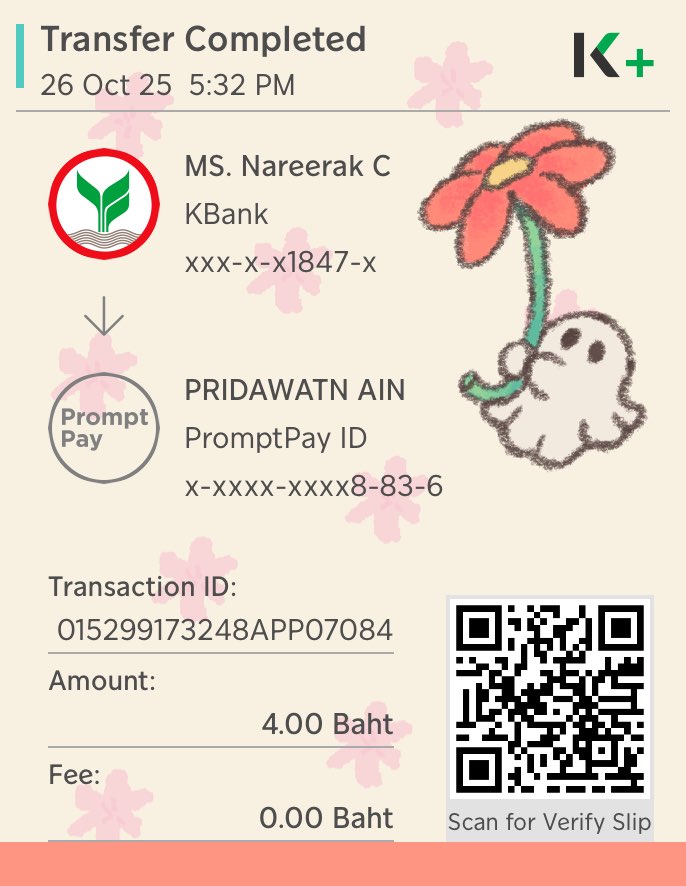 Transfer Completed
26 Oct 25 5:32 PM
K+
MS. Nareerak C
KBank
xxx-x-x1847-x
Prompt
Pay
PRIDAWATN AIN
PromptPay ID
x-xxxx-xxxx8-83-6
Transaction ID:
015299173248APP07084
Amount:
4.00 Baht
Fee:
0.00 Baht
Scan for Verify Slip